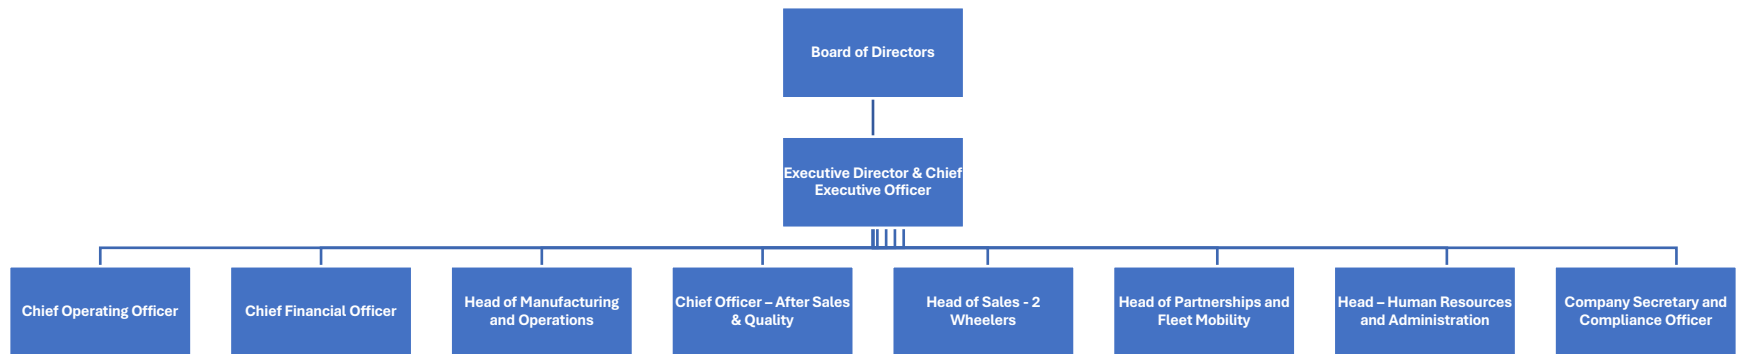 Board of Directors
Executive Director & Chief
Executive Officer
Chief Operating Officer
Chief Financial Officer
Head of Manufacturing
and Operations
Chief Officer – After Sales
& Quality
Head of Sales - 2
Wheelers
Head of Partnerships and
Fleet Mobility
Head – Human Resources
and Administration
Company Secretary and
Compliance Officer